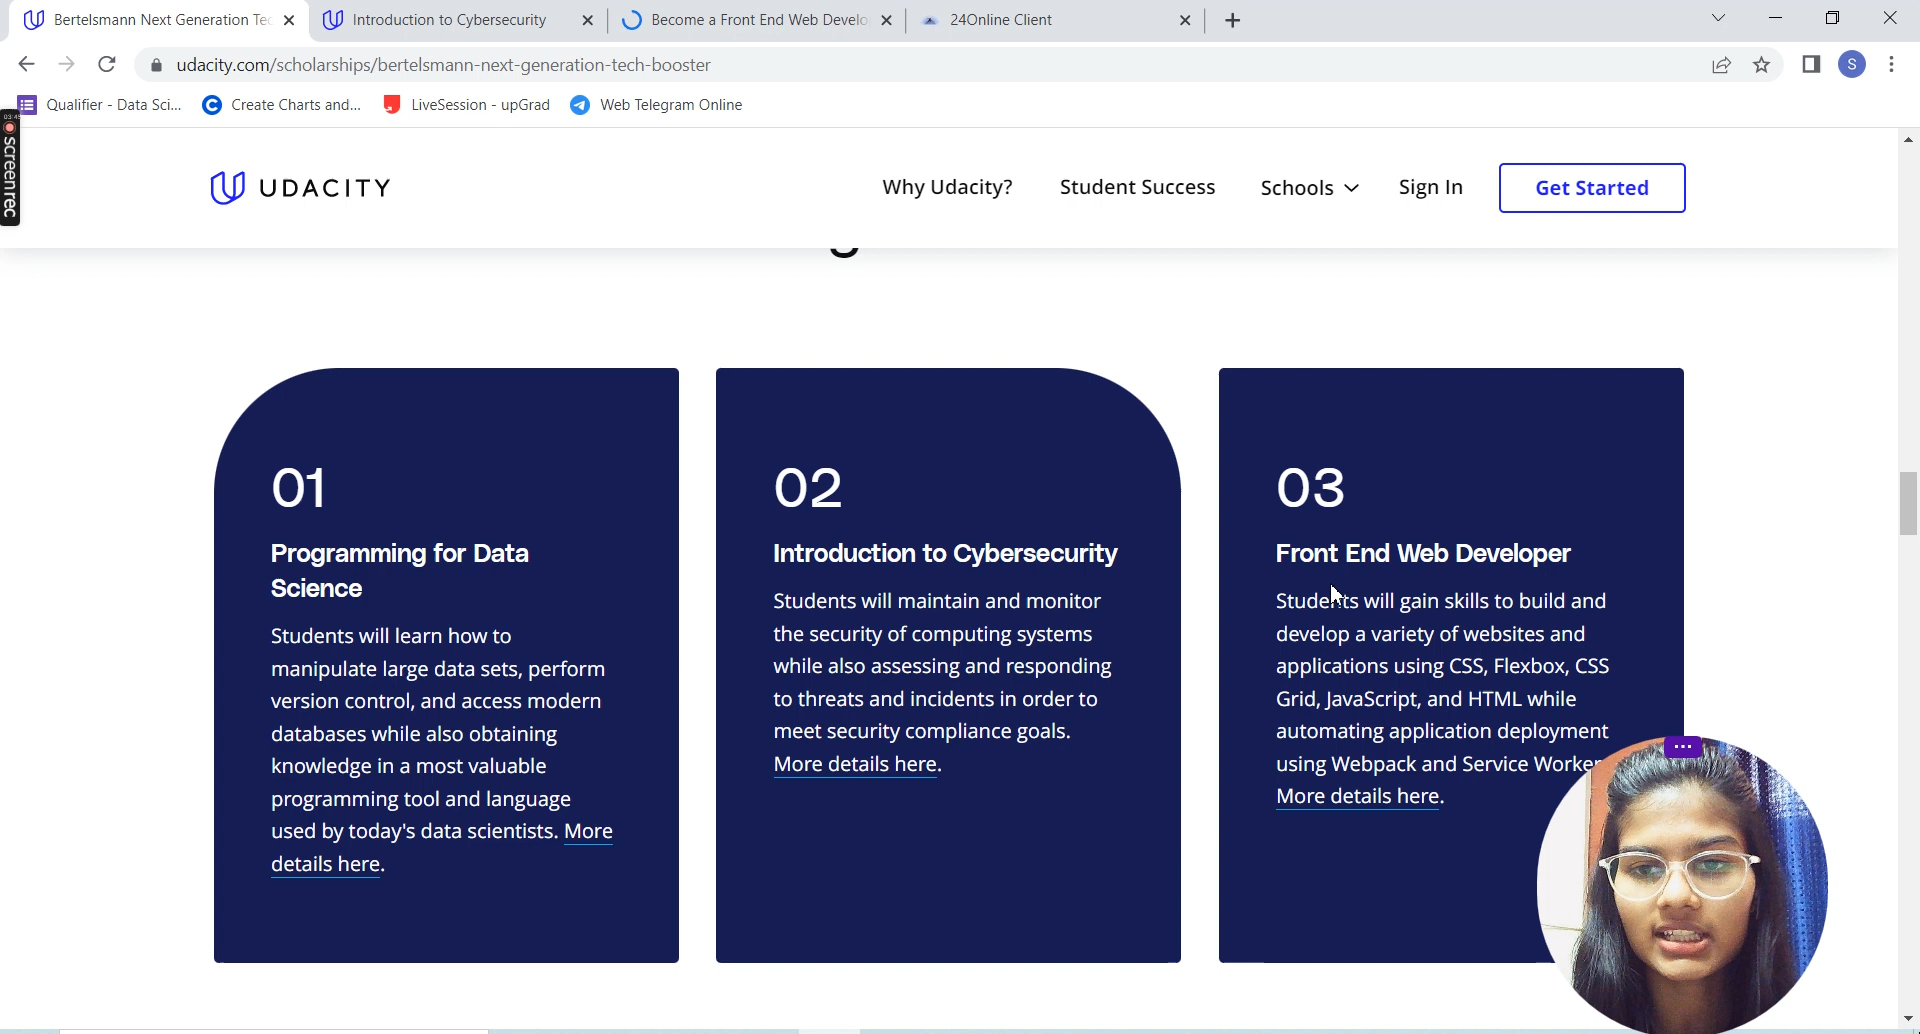 Bertelsmann Next Generation Te
Introduction to Cybersecurity
Become a Front End Web Develo
24Online Client
udacity.com/scholarships/bertelsmann-next-generation-tech-booster
S
Qualifier - Data Sci...
Create Charts and...
LiveSession - upGrad
Web Telegram Online
screenrec
UDACITY
Why Udacity?
Student Success
Schools
Sign In
Get Started
01
Programming for Data
Science
Students will learn how to
manipulate large data sets, perform
version control, and access modern
databases while also obtaining
knowledge in a most valuable
programming tool and language
used by today's data scientists. More
details here.
02
Introduction to Cybersecurity
Students will maintain and monitor
the security of computing systems
while also assessing and responding
to threats and incidents in order to
meet security compliance goals.
More details here.
03
Front End Web Developer
Students will gain skills to build and
develop a variety of websites and
applications using CSS, Flexbox, CSS
Grid, JavaScript, and HTML while
automating application deployment
using Webpack and Service Worker
More details here.